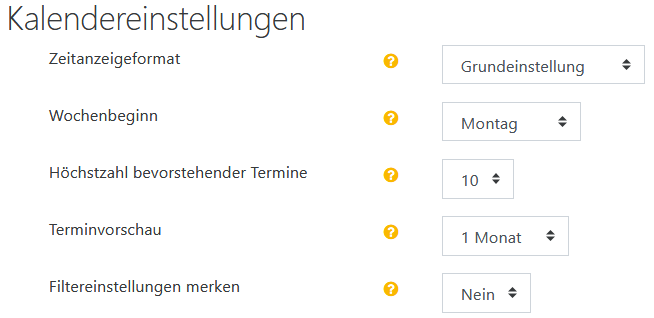 Kalendereinstellungen
Zeitanzeigeformat ? Grundeinstellung
Wochenbeginn ? Montag
Höchstzahl bevorstehender Termine ? 10
Terminvorschau ? 1 Monat
Filtereinstellungen merken ? Nein